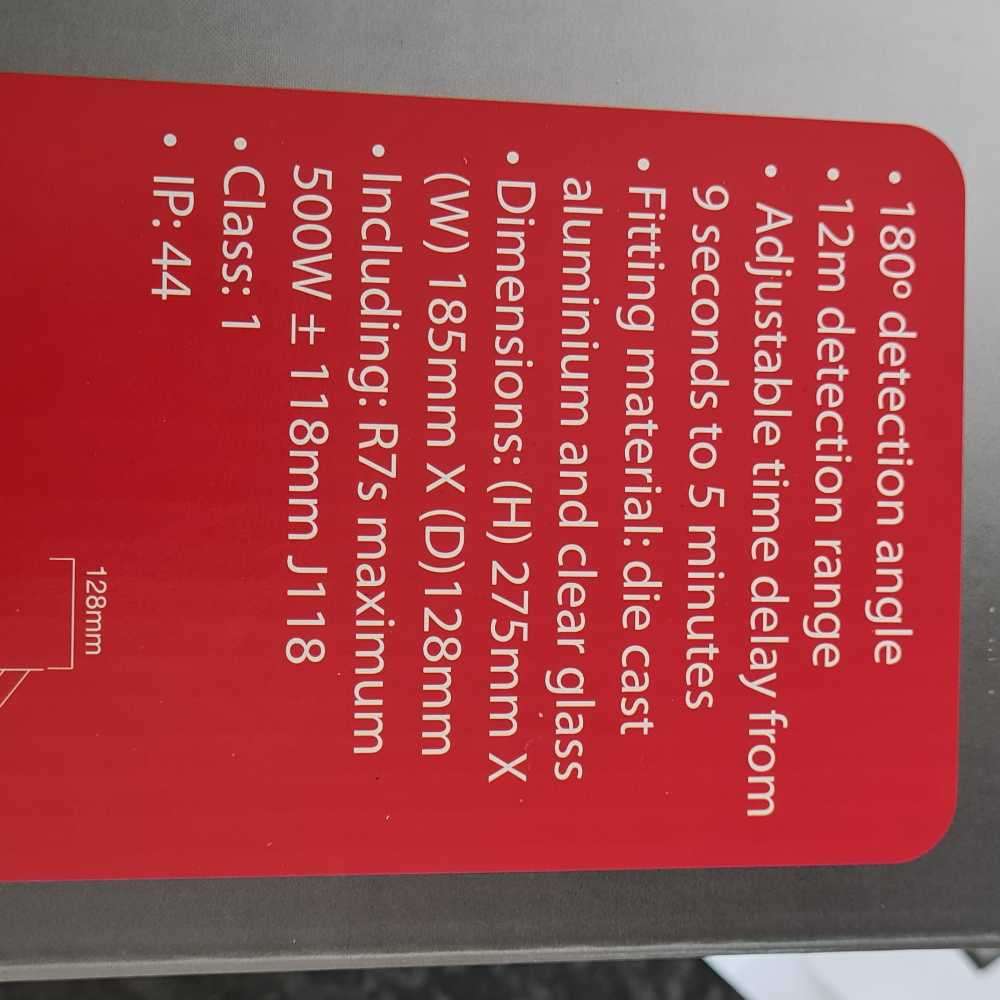 • 180º detection angle
• 12m detection range
• Adjustable time delay from
9 seconds to 5 minutes
• Fitting material: die cast
aluminium and clear glass
• Dimensions: (H) 275mm X
(W) 185mm X (D)128mm
• Including: R7s maximum
500W ± 118mm J118
• Class: 1
• IP: 44
128mm